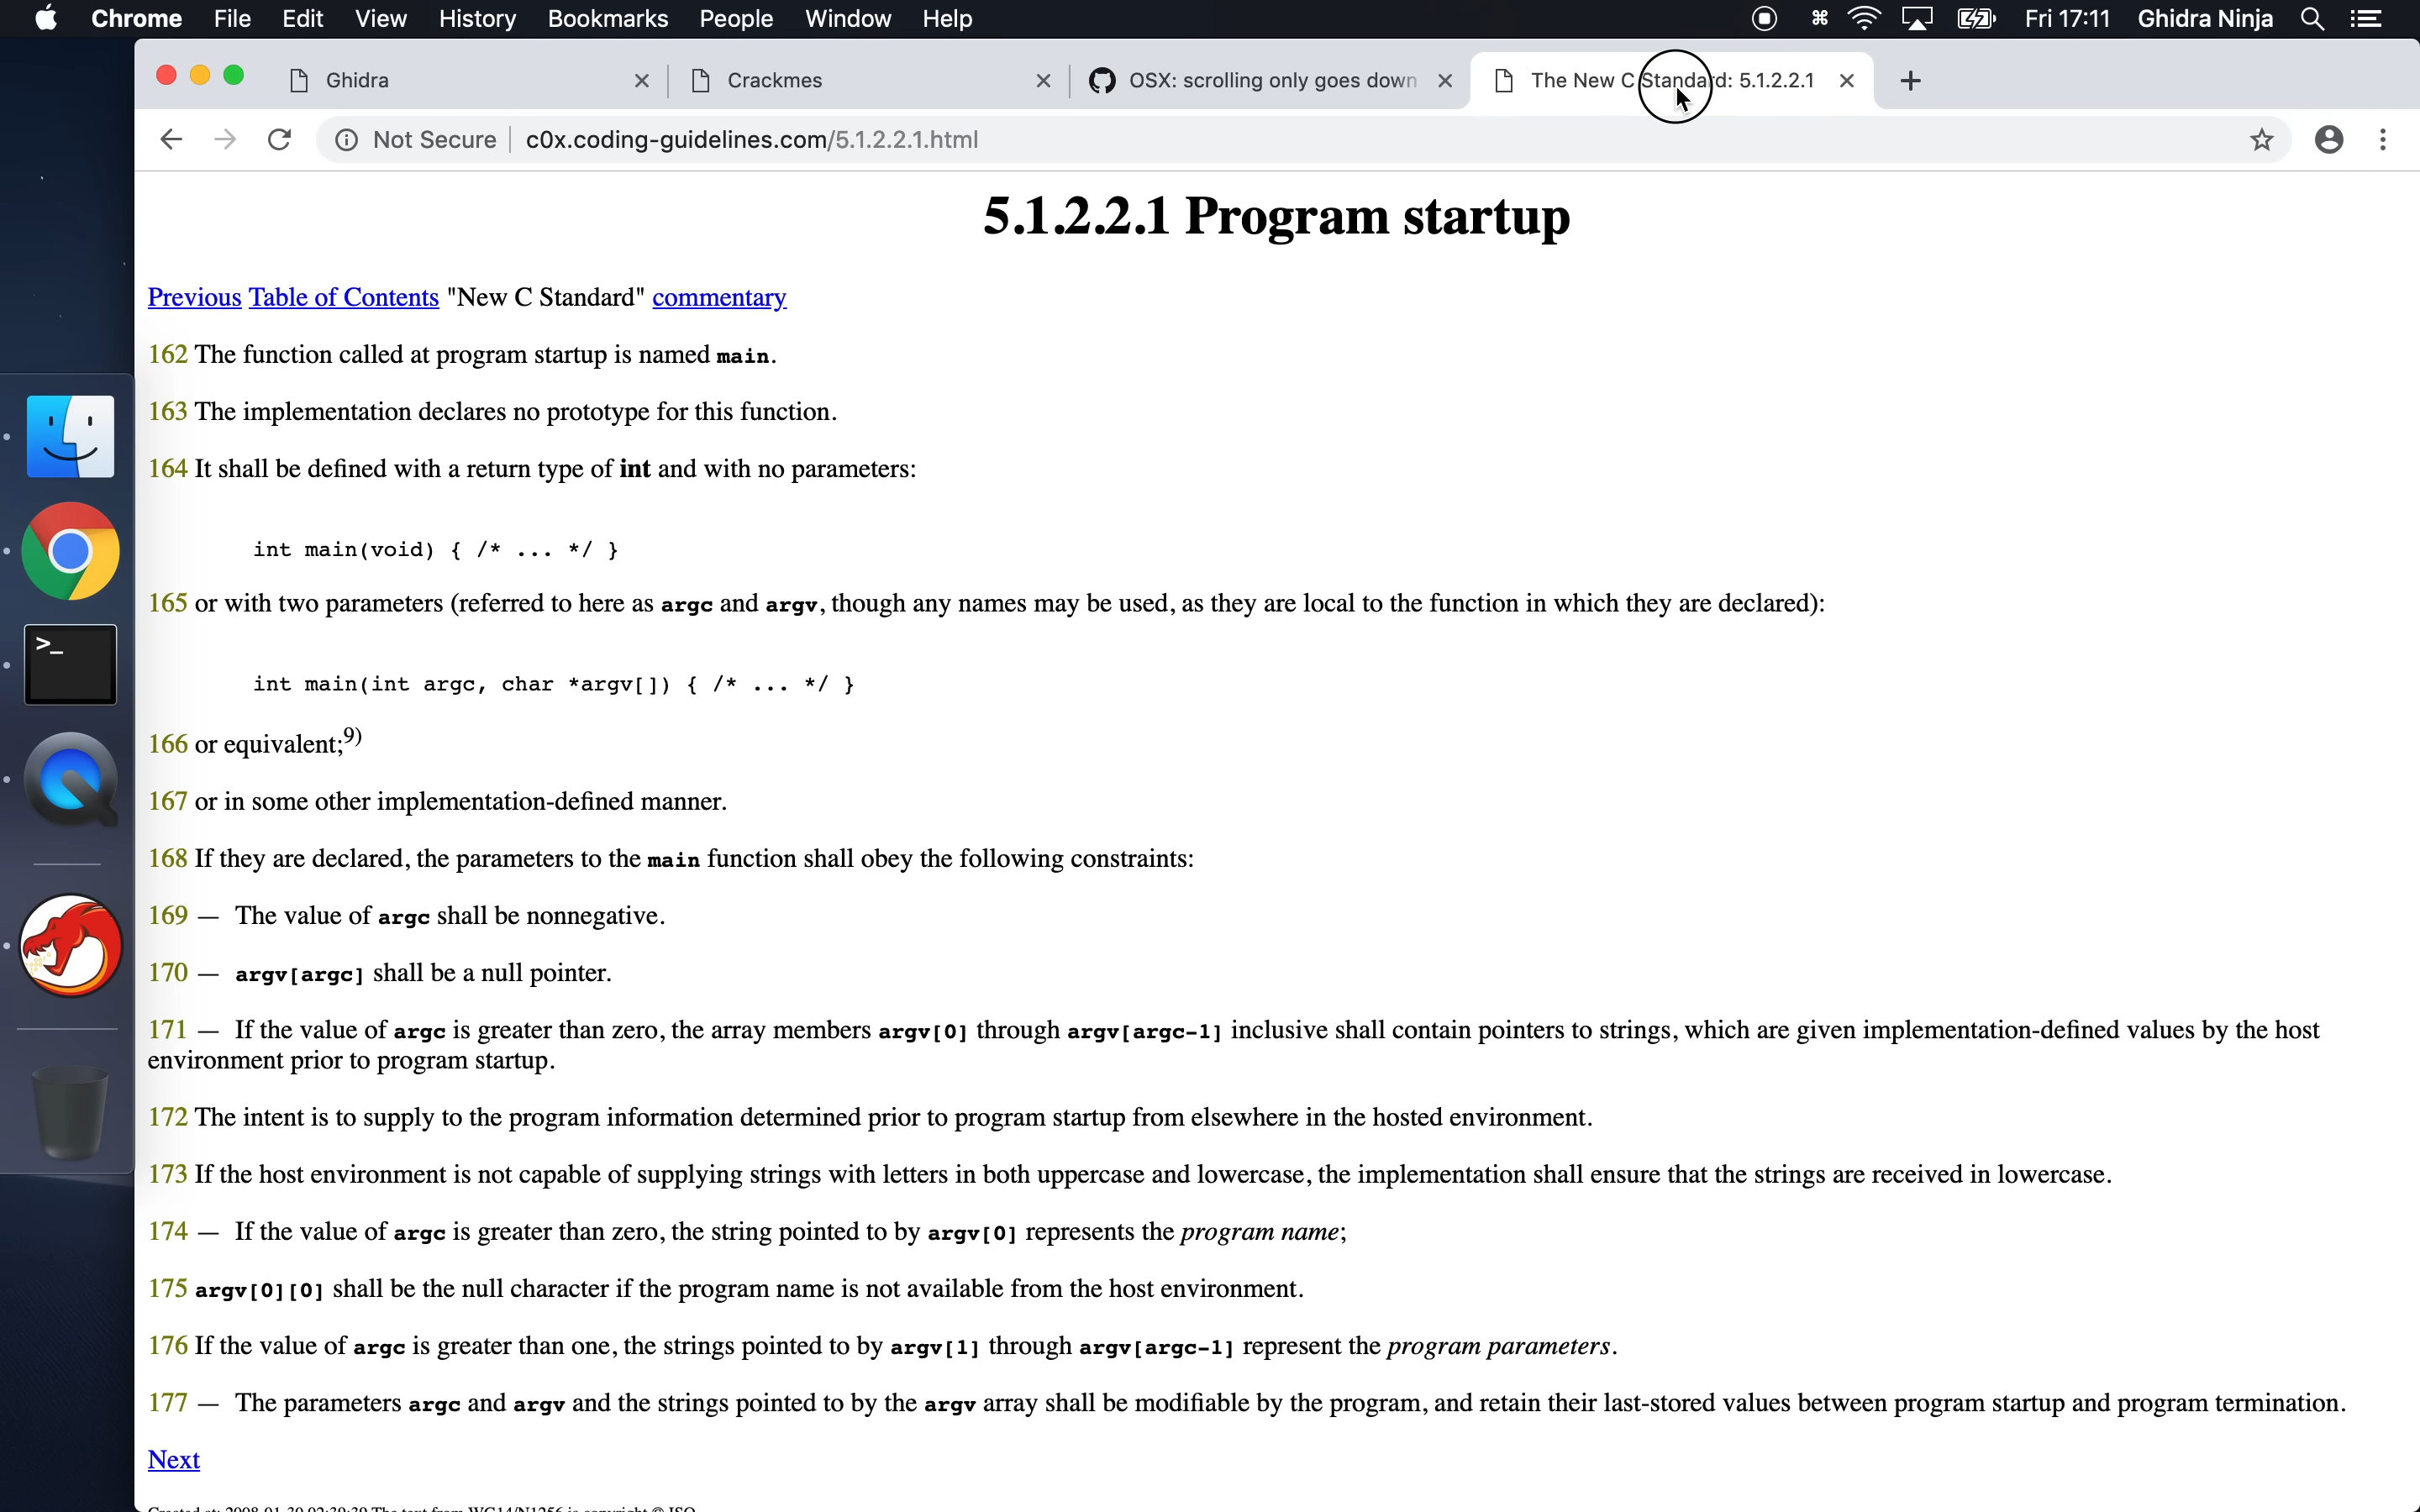 Chrome File Edit View History Bookmarks People Window Help Fri 17:11 Ghidra Ninja
Ghidra Crackmes OSX: scrolling only goes down The New C Standard: 5.1.2.2.1
Not Secure c0x.coding-guidelines.com/5.1.2.2.1.html
5.1.2.2.1 Program startup
Previous Table of Contents "New C Standard" commentary
162 The function called at program startup is named main.
163 The implementation declares no prototype for this function.
164 It shall be defined with a return type of int and with no parameters:
int main(void) { /* ... */ }
165 or with two parameters (referred to here as argc and argv, though any names may be used, as they are local to the function in which they are declared):
int main(int argc, char *argv[]) { /* ... */ }
166 or equivalent;9)
167 or in some other implementation-defined manner.
168 If they are declared, the parameters to the main function shall obey the following constraints:
169 — The value of argc shall be nonnegative.
170 — argv[argc] shall be a null pointer.
171 — If the value of argc is greater than zero, the array members argv[0] through argv[argc-1] inclusive shall contain pointers to strings, which are given implementation-defined values by the host
environment prior to program startup.
>_
172 The intent is to supply to the program information determined prior to program startup from elsewhere in the hosted environment.
173 If the host environment is not capable of supplying strings with letters in both uppercase and lowercase, the implementation shall ensure that the strings are received in lowercase.
174 — If the value of argc is greater than zero, the string pointed to by argv[0] represents the program name;
175 argv[0][0] shall be the null character if the program name is not available from the host environment.
176 If the value of argc is greater than one, the strings pointed to by argv[1] through argv[argc-1] represent the program parameters.
177 — The parameters argc and argv and the strings pointed to by the argv array shall be modifiable by the program, and retain their last-stored values between program startup and program termination.
Next
Created at: 2008-01-30 02:39:39 The text from WG14/N1256 is copyright © ISO